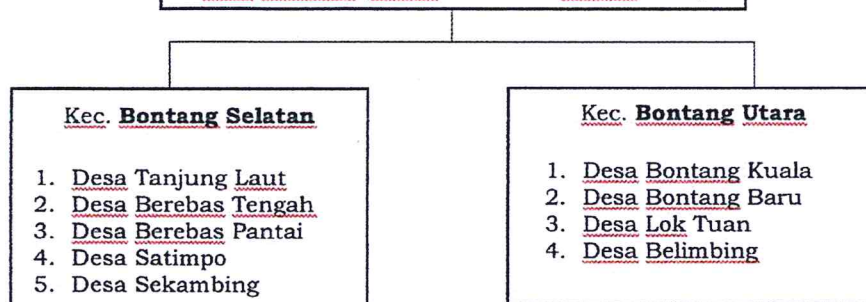 Kec. Bontang Selatan
1. Desa Tanjung Laut
2. Desa Berebas Tengah
3. Desa Berebas Pantai
4. Desa Satimpo
5. Desa Sekambing
Kec. Bontang Utara
1. Desa Bontang Kuala
2. Desa Bontang Baru
3. Desa Lok Tuan
4. Desa Belimbing